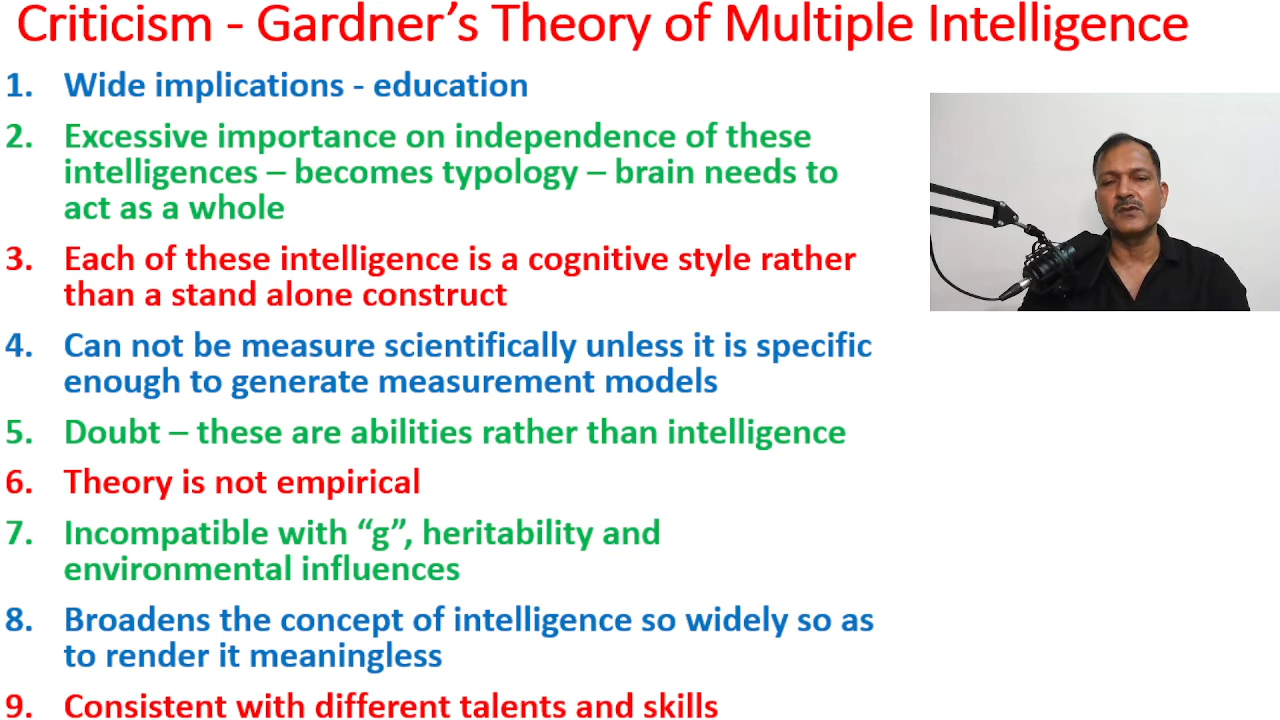 Criticism - Gardner's Theory of Multiple Intelligence
1. Wide implications - education
2. Excessive importance on independence of these
intelligences – becomes typology – brain needs to
act as a whole
3. Each of these intelligence is a cognitive style rather
than a stand alone construct
4. Can not be measure scientifically unless it is specific
enough to generate measurement models
5. Doubt – these are abilities rather than intelligence
6. Theory is not empirical
7. Incompatible with “g”, heritability and
environmental influences
8. Broadens the concept of intelligence so widely so as
to render it meaningless
9. Consistent with different talents and skills